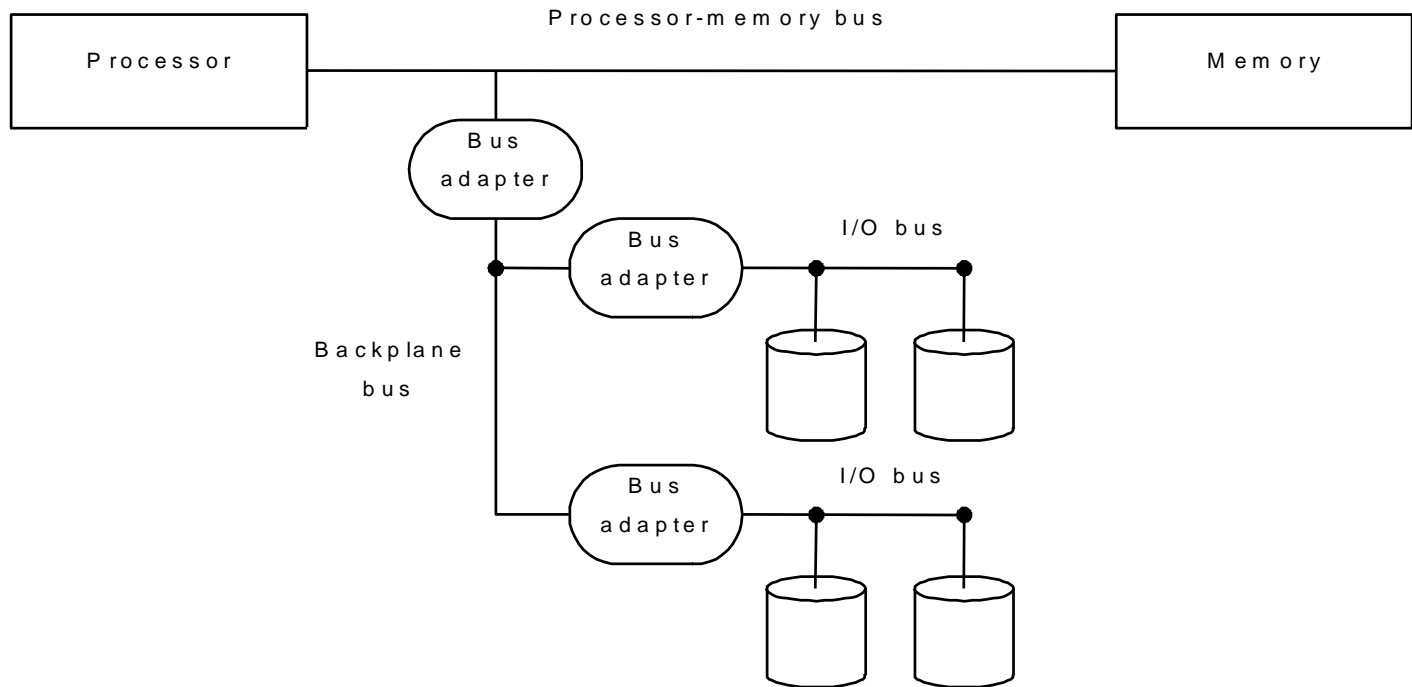 Processor-memory bus
Processor
Memory
Bus
adapter
Bus
adapter
I/O bus
Backplane
bus
Bus
adapter
I/O bus